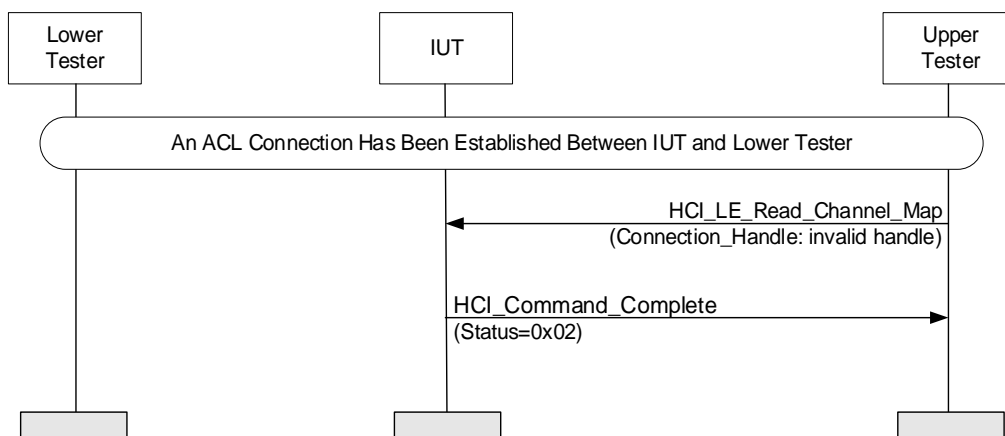 Lower
Tester
IUT
Upper
Tester
An ACL Connection Has Been Established Between IUT and Lower Tester
HCI_LE_Read_Channel_Map
(Connection_Handle: invalid handle)
HCI_Command_Complete
(Status=0x02)